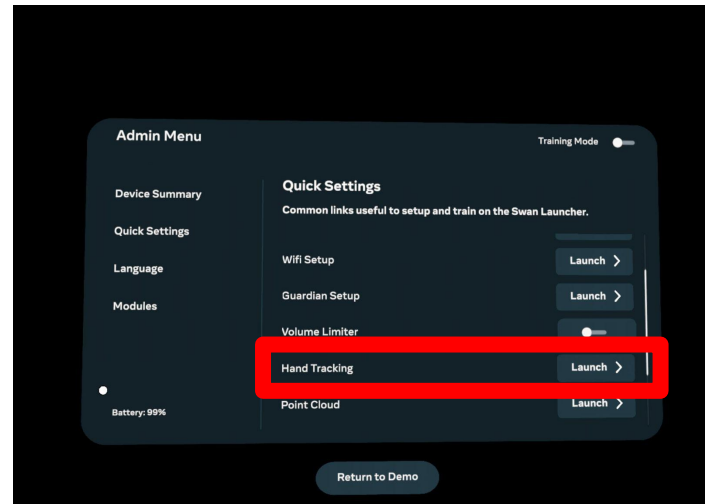 Admin Menu
Training Mode
Device Summary
Quick Settings
Language
Modules
Battery: 99%
Quick Settings
Common links useful to setup and train on the Swan Launcher.
Wifi Setup
Launch
Guardian Setup
Launch
Volume Limiter
Hand Tracking
Launch
Point Cloud
Launch
Return to Demo